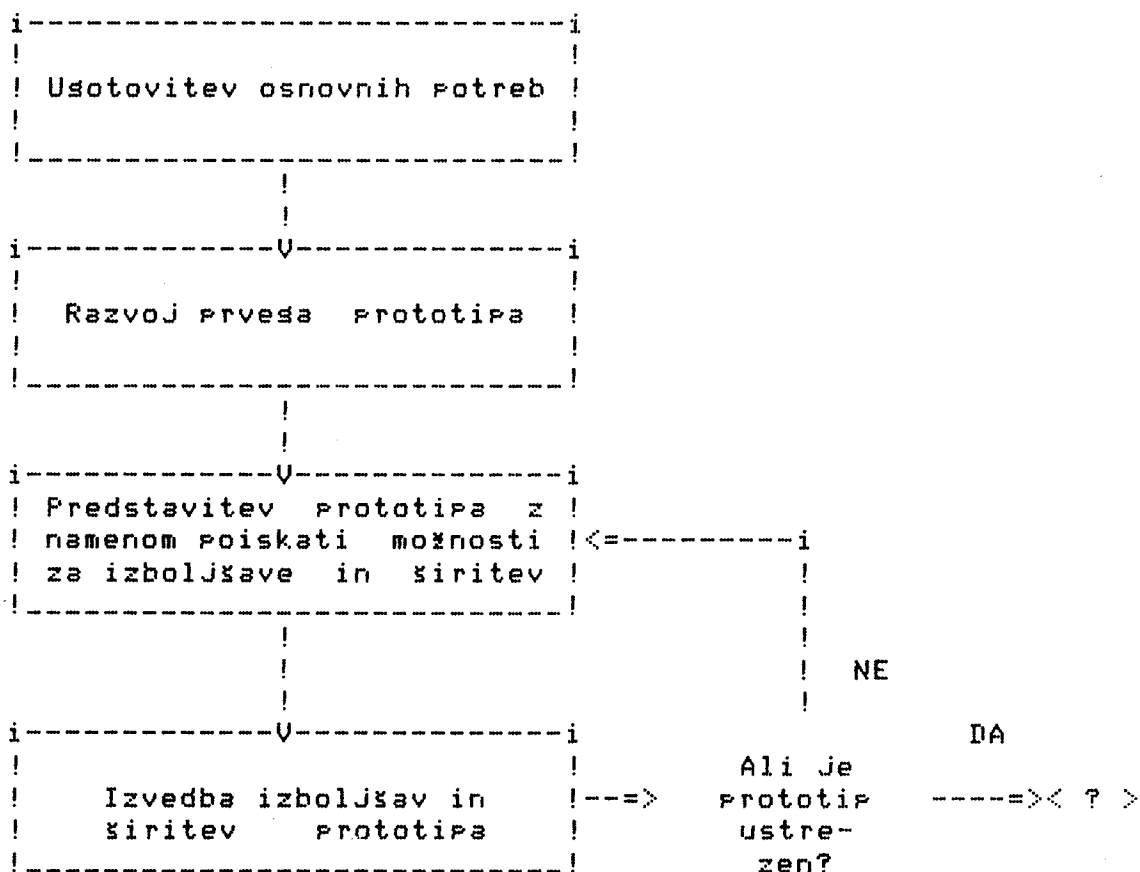 Ugotovitev osnovnih potreb
Razvoj prvega prototipa
Predstavitev prototipa z
namenom poiskati možnosti
za izboljšave in širitev
NE
DA
Izvedba izboljšav in
širitev prototipa
Ali je
prototip
ustre-
zen?
< ? >